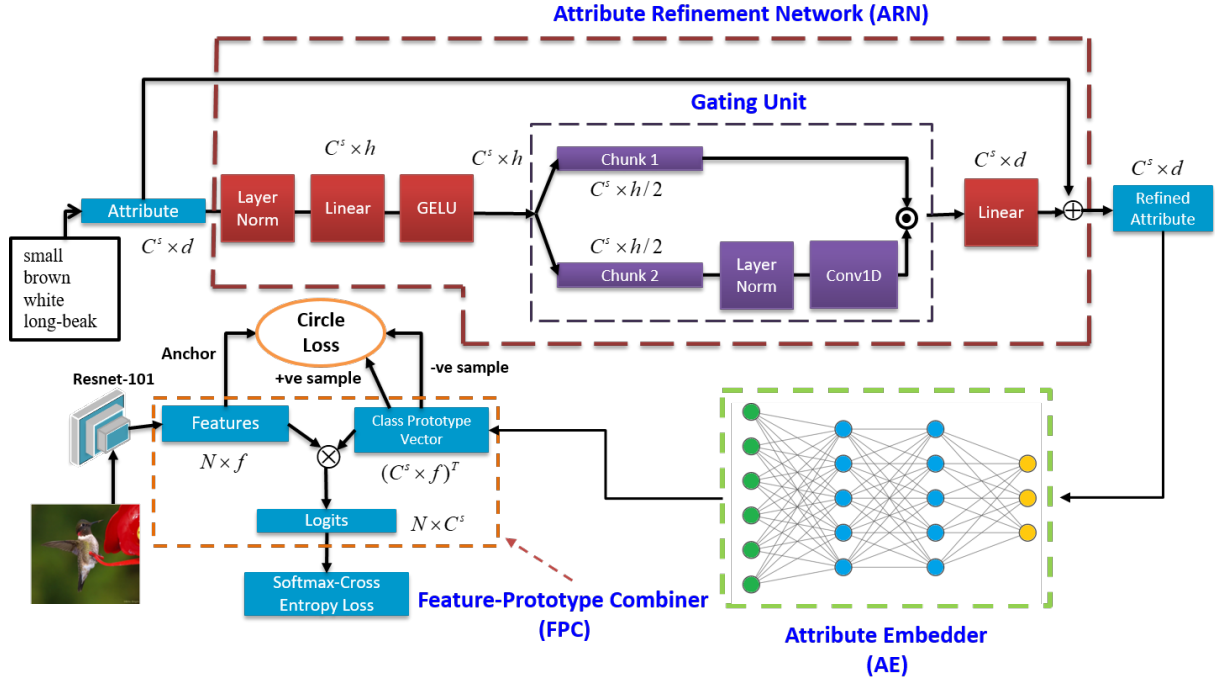 Attribute Refinement Network (ARN)
Gating Unit
C^s × h
C^s × h
Chunk 1
C^s × h/2
C^s × d
C^s × d
Attribute
Layer
Norm
Linear
GELU
Linear
Refined
Attribute
C^s × d
C^s × h/2
Chunk 2
Layer
Norm
Conv1D
small
brown
white
long-beak
Circle
Loss
Anchor
+ve sample
-ve sample
Resnet-101
Features
Class Prototype
Vector
N × f
(C^s × f)^T
Logits
N × C^s
Softmax-Cross
Entropy Loss
Feature-Prototype Combiner
(FPC)
Attribute Embedder
(AE)